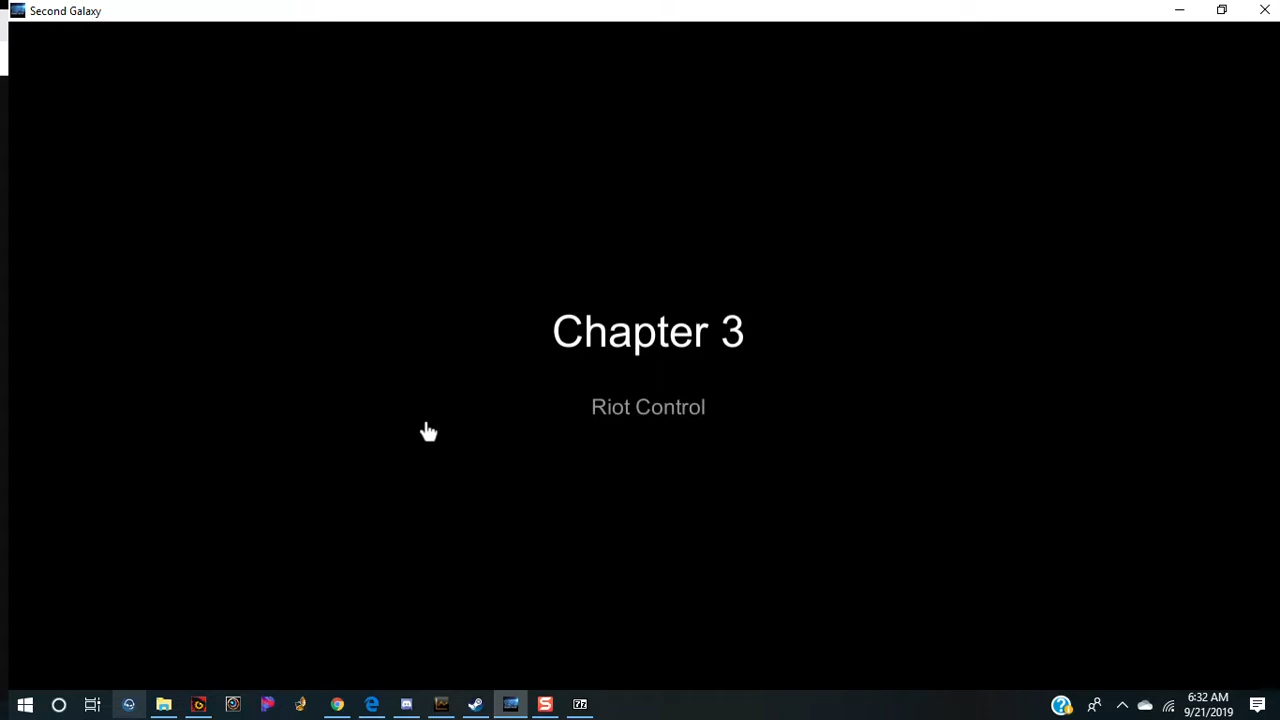 Second Galaxy
Chapter 3
Riot Control
6:32 AM
9/21/2019